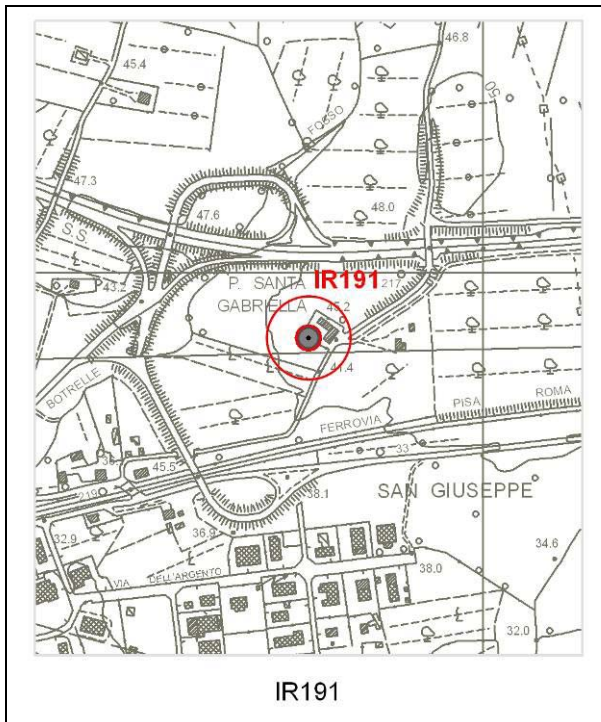 46.8
45.4
50
FOSSO
47.3
47.6
48.0
S.S.
43.2
P. SANTA
IR191
217
GABRIELLA
41.4
BOTRELLE
PISA
ROMA
FERROVIA
33
45.5
219
38.1
SAN GIUSEPPE
36.9
32.9
34.6
VIA
DELL'ARGENTO
38.0
32.0
IR191